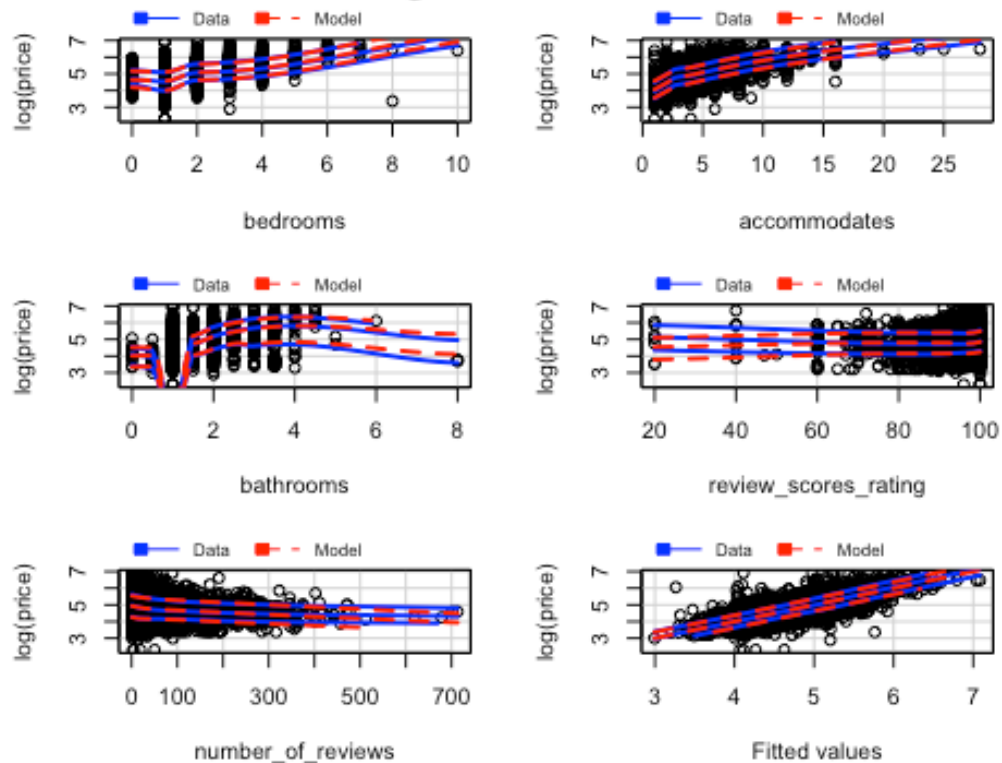 Data Model
log(price)
7
5
3
0 2 4 6 8 10
bedrooms
Data Model
log(price)
7
5
3
0 5 10 15 20 25
accommodates
Data Model
log(price)
7
5
3
0 2 4 6 8
bathrooms
Data Model
log(price)
7
5
3
20 40 60 80 100
review_scores_rating
Data Model
log(price)
7
5
3
0 100 300 500 700
number_of_reviews
Data Model
log(price)
7
5
3
3 4 5 6 7
Fitted values